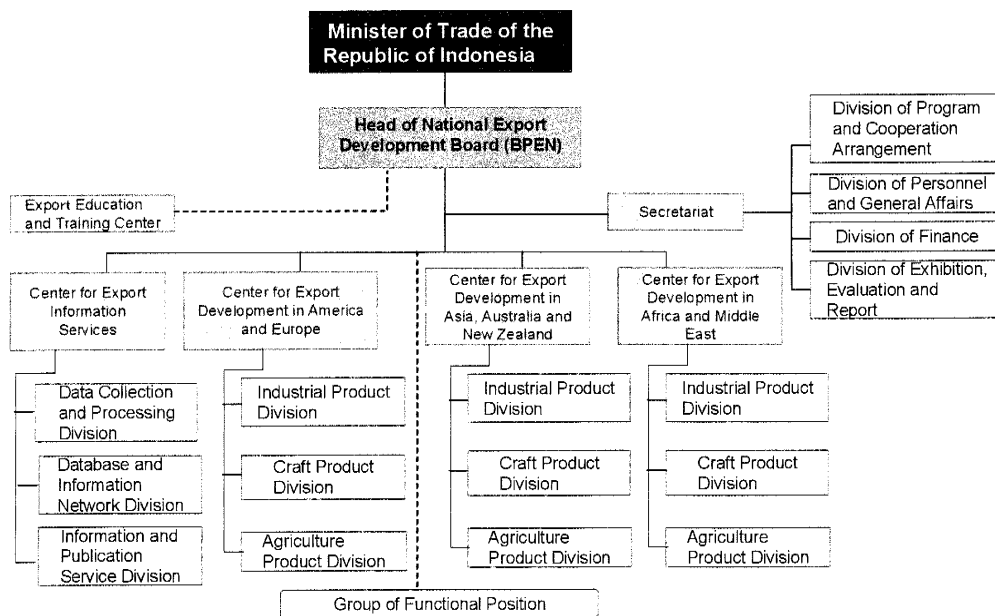 Minister of Trade of the
Republic of Indonesia
Head of National Export
Development Board (BPEN)
Division of Program
and Cooperation
Arrangement
Export Education
and Training Center
Secretariat
Division of Personnel
and General Affairs
Division of Finance
Division of Exhibition,
Evaluation and
Report
Center for Export
Information
Services
Center for Export
Development in America
and Europe
Center for Export
Development in
Asia, Australia and
New Zealand
Center for Export
Development in
Africa and Middle
East
Data Collection
and Processing
Division
Database and
Information
Network Division
Information and
Publication
Service Division
Industrial Product
Division
Craft Product
Division
Agriculture
Product Division
Industrial Product
Division
Craft Product
Division
Agriculture
Product Division
Industrial Product
Division
Craft Product
Division
Agriculture
Product Division
Group of Functional Position